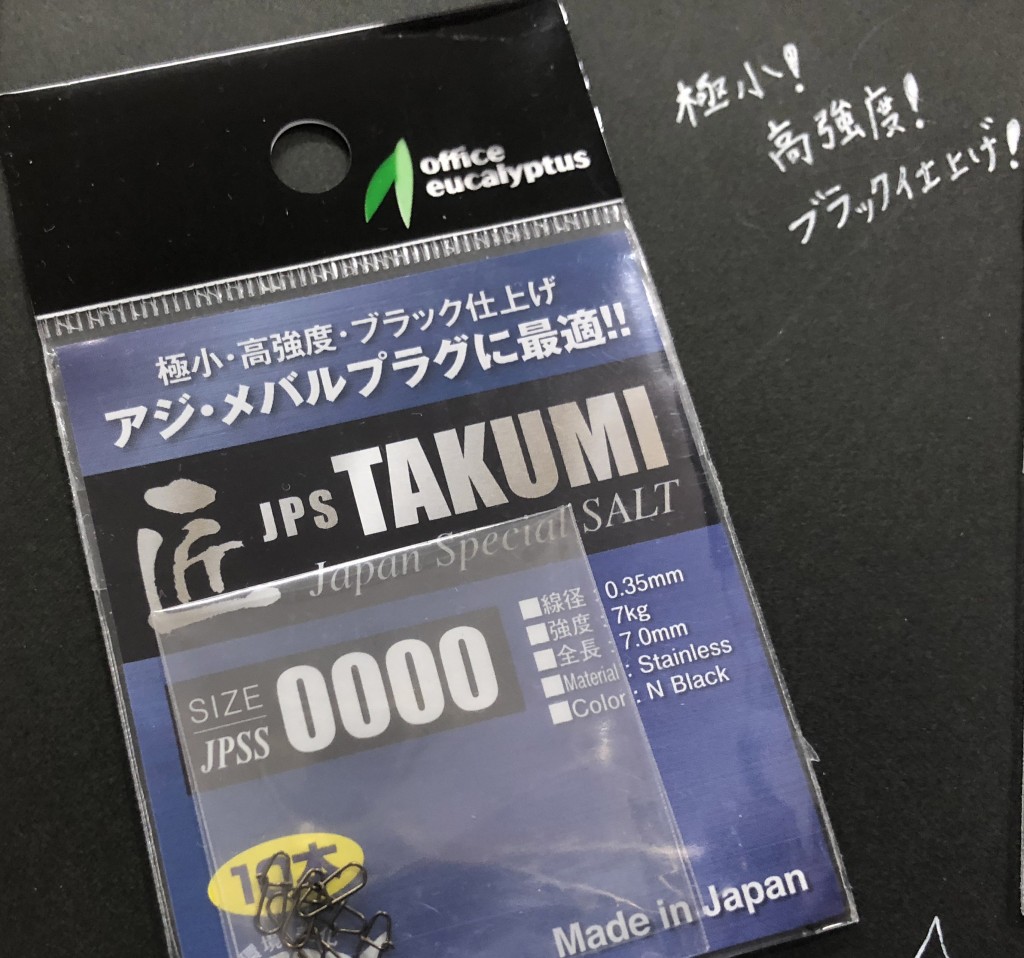 極小!
高強度!
ブラック仕上げ!
office
eucalyptus
極小・高強度・ブラック仕上げ
アジ・メバルプラグに最適!!
匠 JPS TAKUMI
Japan Special SALT
SIZE
JPSS
0000
■線径 : 0.35mm
■強度 : 7kg
■全長 : 7.0mm
■Material : Stainless
■Color : N Black
Made in Japan